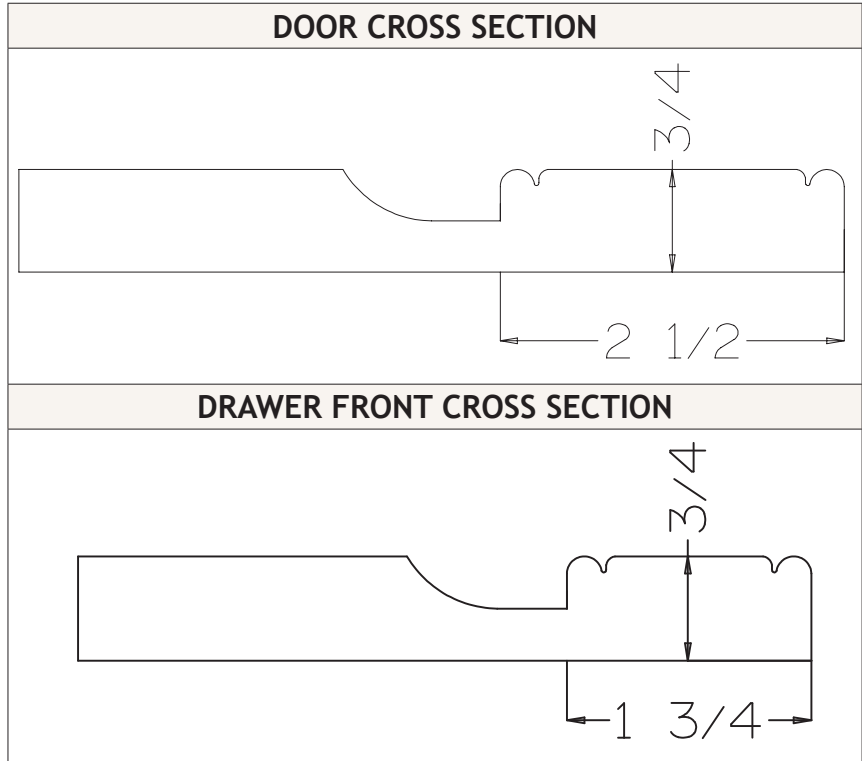 DOOR CROSS SECTION
3/4
2 1/2
DRAWER FRONT CROSS SECTION
3/4
1 3/4